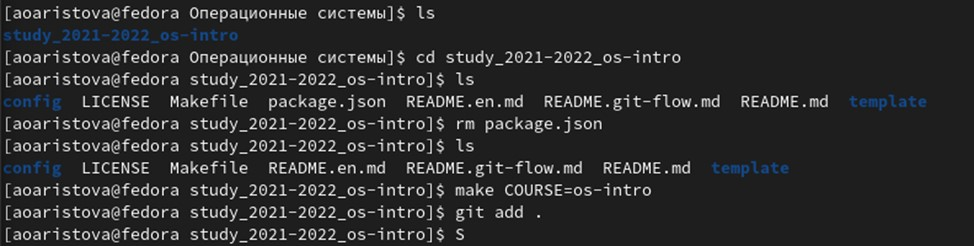 [aoaristova@fedora Операционные системы]$ ls
study_2021-2022_os-intro
[aoaristova@fedora Операционные системы]$ cd study_2021-2022_os-intro
[aoaristova@fedora study_2021-2022_os-intro]$ ls
config  LICENSE  Makefile  package.json  README.en.md  README.git-flow.md  README.md  template
[aoaristova@fedora study_2021-2022_os-intro]$ rm package.json
[aoaristova@fedora study_2021-2022_os-intro]$ ls
config  LICENSE  Makefile  README.en.md  README.git-flow.md  README.md  template
[aoaristova@fedora study_2021-2022_os-intro]$ make COURSE=os-intro
[aoaristova@fedora study_2021-2022_os-intro]$ git add .
[aoaristova@fedora study_2021-2022_os-intro]$ S